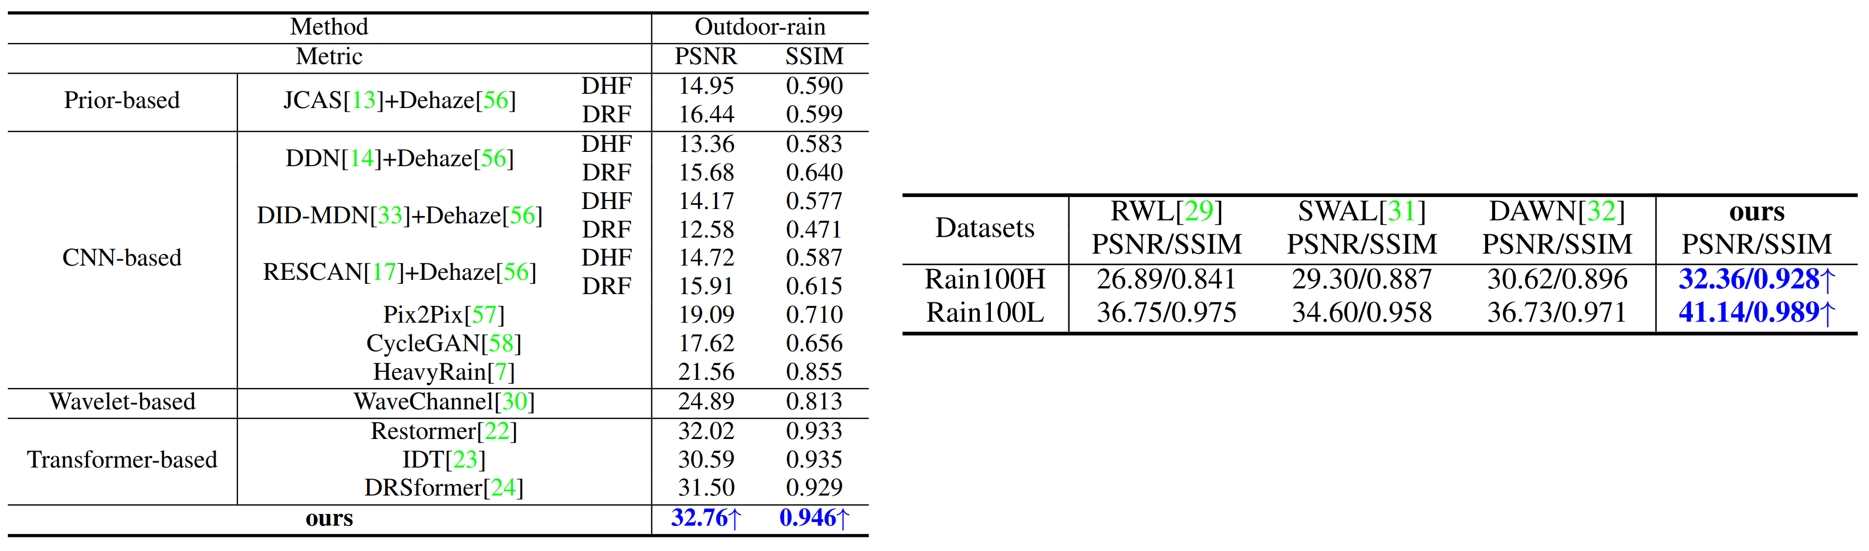 Method Outdoor-rain
Metric PSNR SSIM
Prior-based JCAS[13]+Dehaze[56] DHF 14.95 0.590
DRF 16.44 0.599
CNN-based DDN[14]+Dehaze[56] DHF 13.36 0.583
DRF 15.68 0.640
DID-MDN[33]+Dehaze[56] DHF 14.17 0.577
DRF 12.58 0.471
RESCAN[17]+Dehaze[56] DHF 14.72 0.587
DRF 15.91 0.615
Pix2Pix[57] 19.09 0.710
CycleGAN[58] 17.62 0.656
HeavyRain[7] 21.56 0.855
Wavelet-based WaveChannel[30] 24.89 0.813
Transformer-based Restormer[22] 32.02 0.933
IDT[23] 30.59 0.935
DRSformer[24] 31.50 0.929
ours 32.76↑ 0.946↑
Datasets RWL[29] SWAL[31] DAWN[32] ours
PSNR/SSIM PSNR/SSIM PSNR/SSIM PSNR/SSIM
Rain100H 26.89/0.841 29.30/0.887 30.62/0.896 32.36/0.928↑
Rain100L 36.75/0.975 34.60/0.958 36.73/0.971 41.14/0.989↑